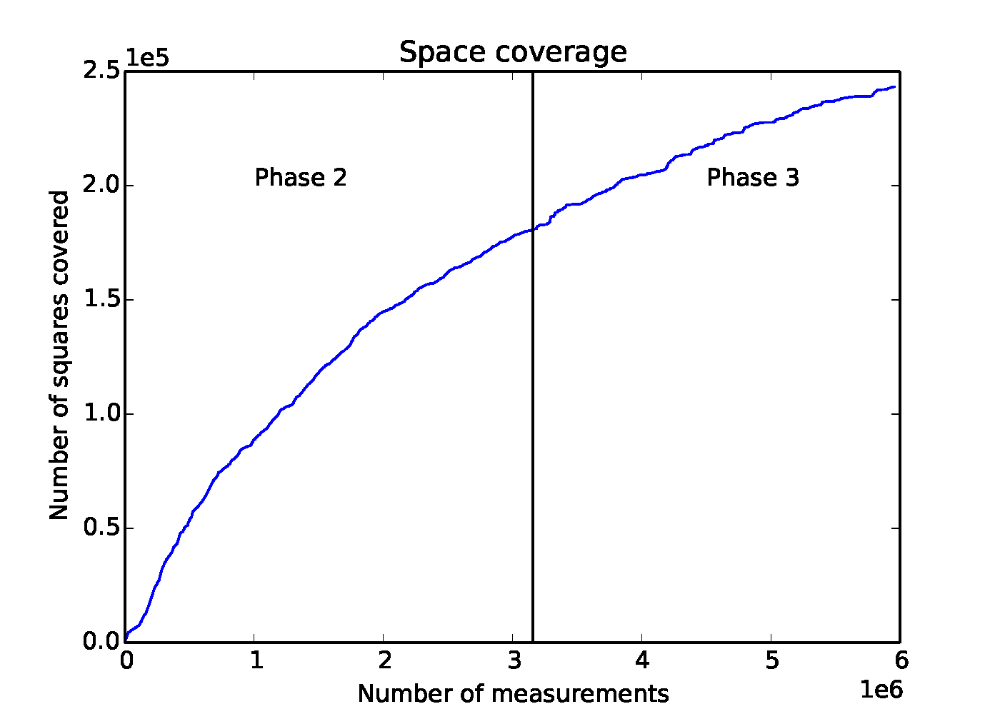 Space coverage
1e5
2.5
2.0
1.5
1.0
0.5
0.0
Number of squares covered
Phase 2
Phase 3
0 1 2 3 4 5 6
1e6
Number of measurements